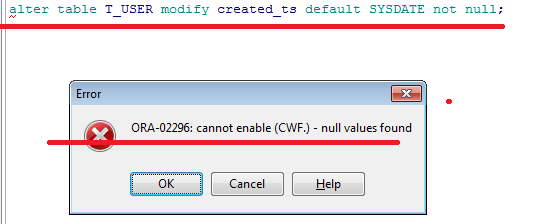 alter table T_USER modify created_ts default SYSDATE not null;
Error
ORA-02296: cannot enable (CWF.) - null values found
OK
Cancel
Help